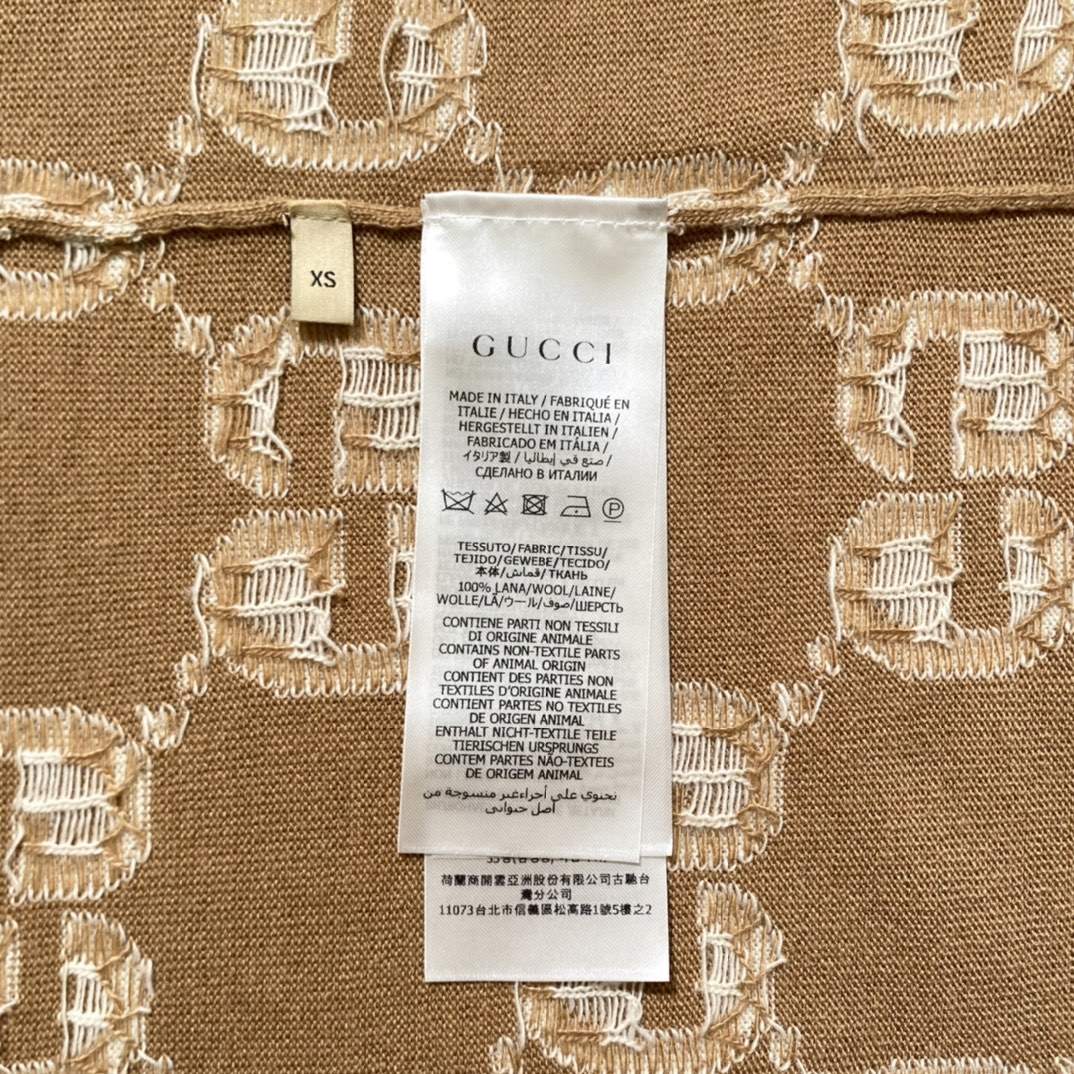 XS
GUCCI
MADE IN ITALY / FABRIQUÉ EN
ITALIE / HECHO EN ITALIA /
HERGESTELLT IN ITALIEN /
FABRICADO EM ITÁLIA /
イタリア製 / صنع في إيطاليا /
СДЕЛАНО В ИТАЛИИ
P
TESSUTO/FABRIC/TISSU/
TEJIDO/GEWEBE/TECIDO/
本体/قماش/ТКАНЬ
100% LANA/WOOL/LAINE/
WOLLE/LÃ/ウール/صوف/ШЕРСТЬ
CONTIENE PARTI NON TESSILI
DI ORIGINE ANIMALE
CONTAINS NON-TEXTILE PARTS
OF ANIMAL ORIGIN
CONTIENT DES PARTIES NON
TEXTILES D'ORIGINE ANIMALE
CONTIENT PARTES NO TEXTILES
DE ORIGEN ANIMAL
ENTHALT NICHT-TEXTILE TEILE
TIERISCHEN URSPRUNGS
CONTEM PARTES NÃO-TEXTEIS
DE ORIGEM ANIMAL
تحتوي على أجزاءغير منسوجة من
أصل حيواني
荷蘭商開雲亞洲股份有限公司古馳台
灣分公司
11073台北市信義區松高路1號5樓之2